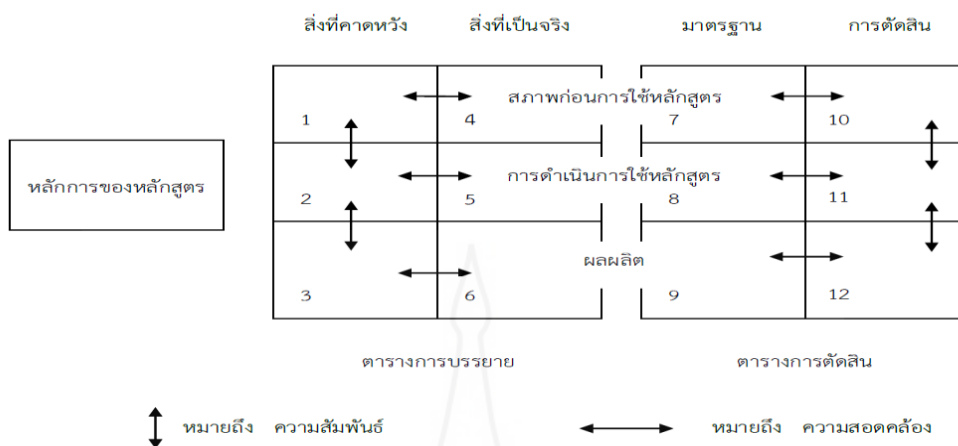 สิ่งที่คาดหวัง สิ่งที่เป็นจริง มาตรฐาน การตัดสิน
สภาพก่อนการใช้หลักสูตร
1 4 7 10
หลักการของหลักสูตร
การดำเนินการใช้หลักสูตร
2 5 8 11
ผลผลิต
3 6 9 12
ตารางการบรรยาย ตารางการตัดสิน
หมายถึง ความสัมพันธ์ หมายถึง ความสอดคล้อง